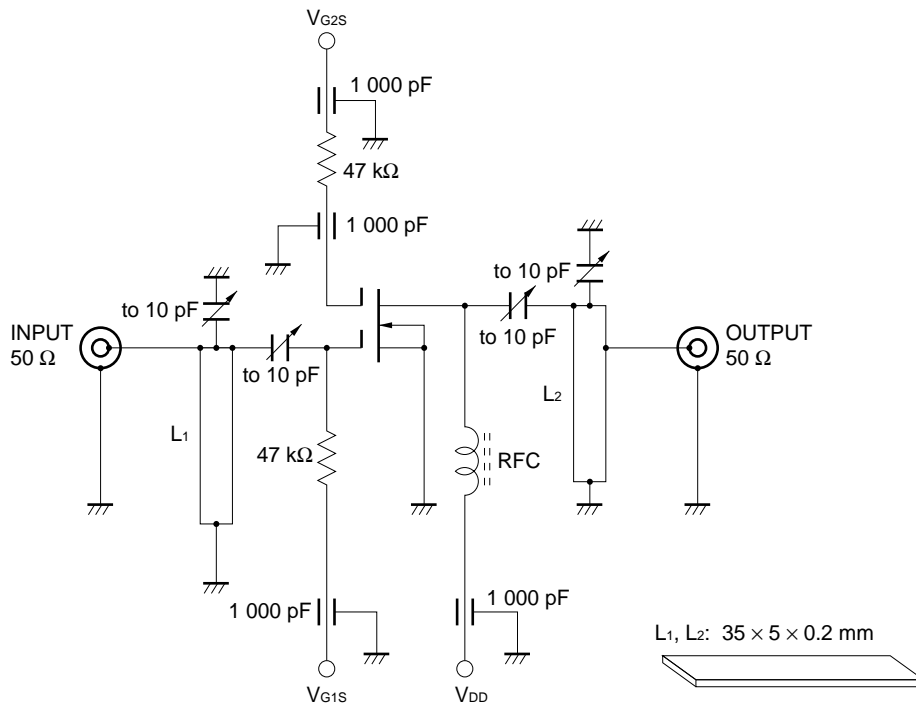 VG2S
1 000 pF
47 kΩ
1 000 pF
to 10 pF
to 10 pF
INPUT
50 Ω
to 10 pF
to 10 pF
OUTPUT
50 Ω
L1
L2
47 kΩ
RFC
1 000 pF
1 000 pF
VG1S
VDD
L1, L2: 35 × 5 × 0.2 mm